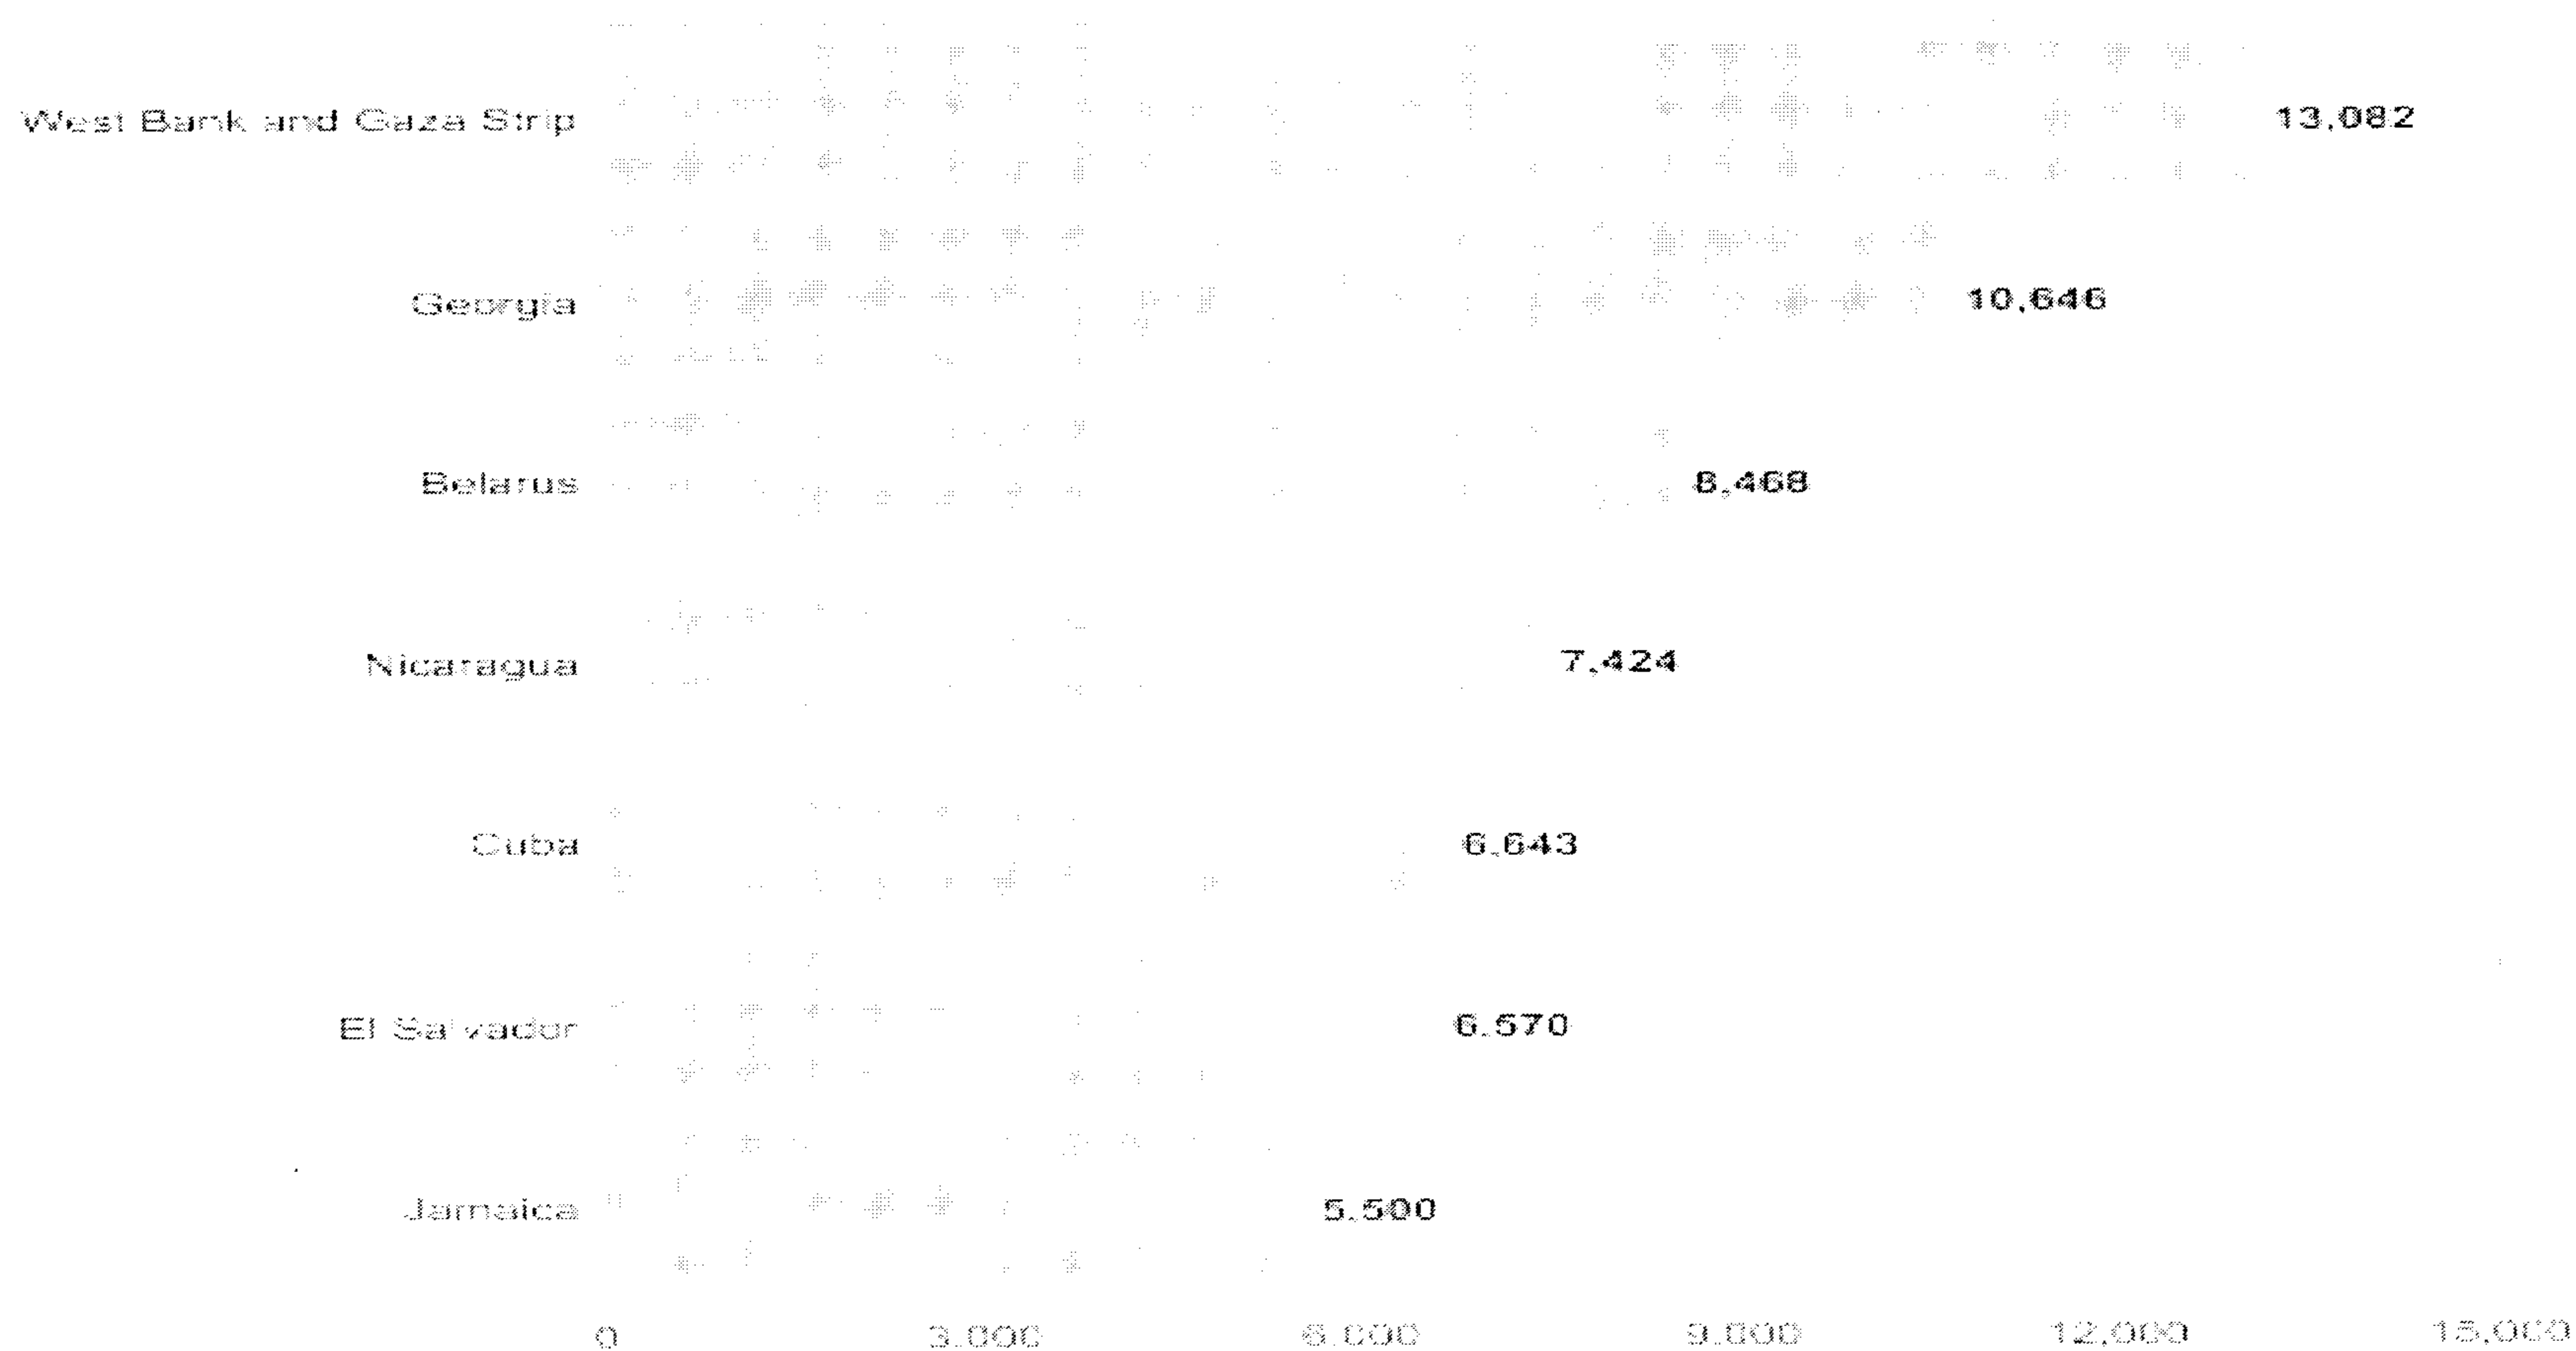 West Bank and Gaza Strip 13,082
Georgia 10,646
Belarus 8,468
Nicaragua 7,424
Cuba 6,643
El Salvador 6,570
Jamaica 5,500
0 3,000 6,000 9,000 12,000 15,000